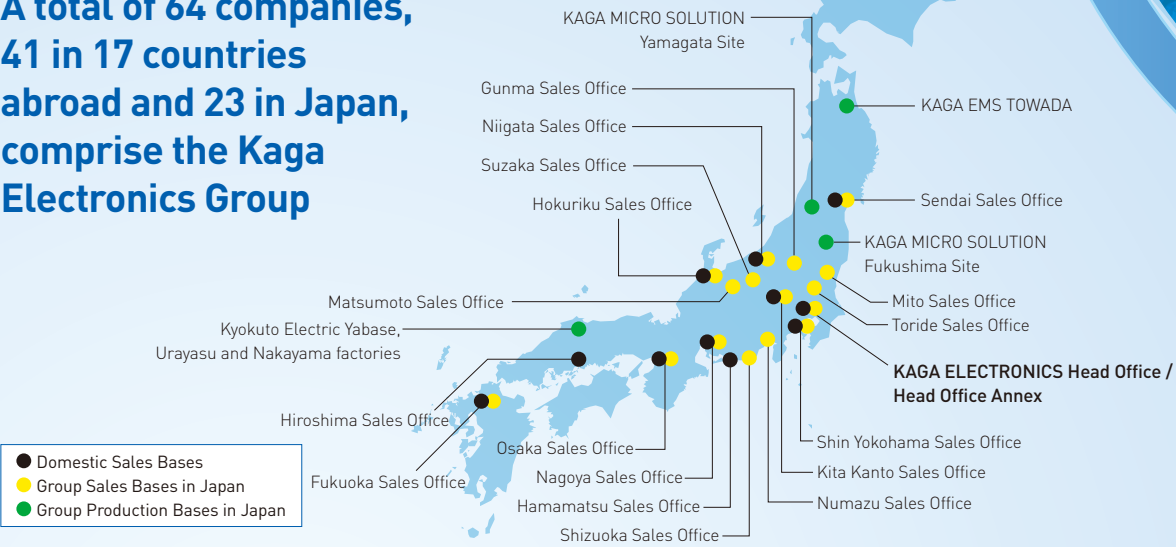 A total of 64 companies,
41 in 17 countries
abroad and 23 in Japan,
comprise the Kaga
Electronics Group
KAGA MICRO SOLUTION
Yamagata Site
Gunma Sales Office
Niigata Sales Office
Suzaka Sales Office
Hokuriku Sales Office
Matsumoto Sales Office
Kyokuto Electric Yabase,
Urayasu and Nakayama factories
Hiroshima Sales Office
Fukuoka Sales Office
Osaka Sales Office
Nagoya Sales Office
Hamamatsu Sales Office
Shizuoka Sales Office
KAGA EMS TOWADA
Sendai Sales Office
KAGA MICRO SOLUTION
Fukushima Site
Mito Sales Office
Toride Sales Office
KAGA ELECTRONICS Head Office /
Head Office Annex
Shin Yokohama Sales Office
Kita Kanto Sales Office
Numazu Sales Office
Domestic Sales Bases
Group Sales Bases in Japan
Group Production Bases in Japan